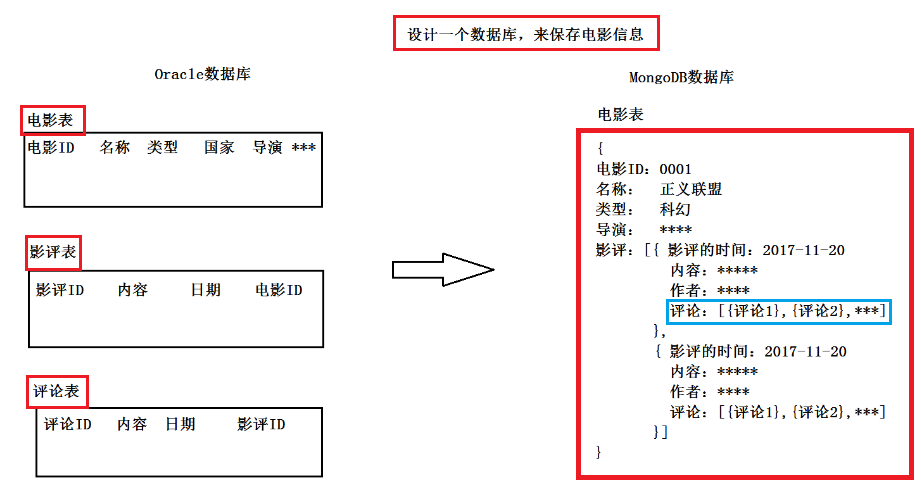 设计一个数据库，来保存电影信息
Oracle数据库
电影表
电影ID 名称 类型 国家 导演 ***
影评表
影评ID 内容 日期 电影ID
评论表
评论ID 内容 日期 影评ID
MongoDB数据库
电影表
{
电影ID：0001
名称： 正义联盟
类型： 科幻
导演： ****
影评：[{ 影评的时间：2017-11-20
内容：*****
作者：****
评论：[{评论1},{评论2},***]
},
{ 影评的时间：2017-11-20
内容：*****
作者：****
评论：[{评论1},{评论2},***]
}]
}